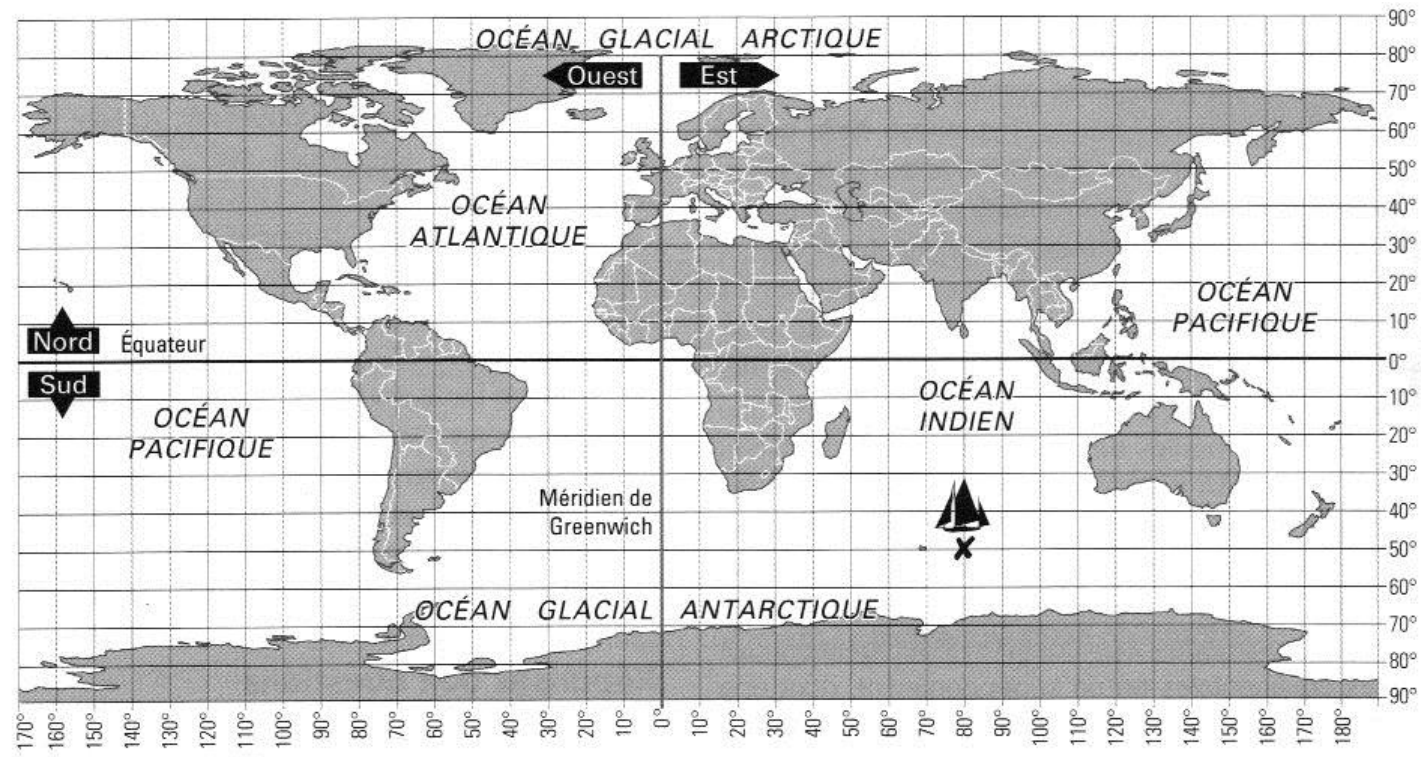 OCÉAN GLACIAL ARCTIQUE
Ouest
Est
OCÉAN
ATLANTIQUE
OCÉAN
PACIFIQUE
Nord
Équateur
Sud
OCÉAN
PACIFIQUE
OCÉAN
INDIEN
Méridien de
Greenwich
OCÉAN GLACIAL ANTARCTIQUE
90°
80°
70°
60°
50°
40°
30°
20°
10°
0°
10°
20°
30°
40°
50°
60°
70°
80°
90°
170° 160° 150° 140° 130° 120° 110° 100° 90° 80° 70° 60° 50° 40° 30° 20° 10° 0° 10° 20° 30° 40° 50° 60° 70° 80° 90° 100° 110° 120° 130° 140° 150° 160° 170° 180°